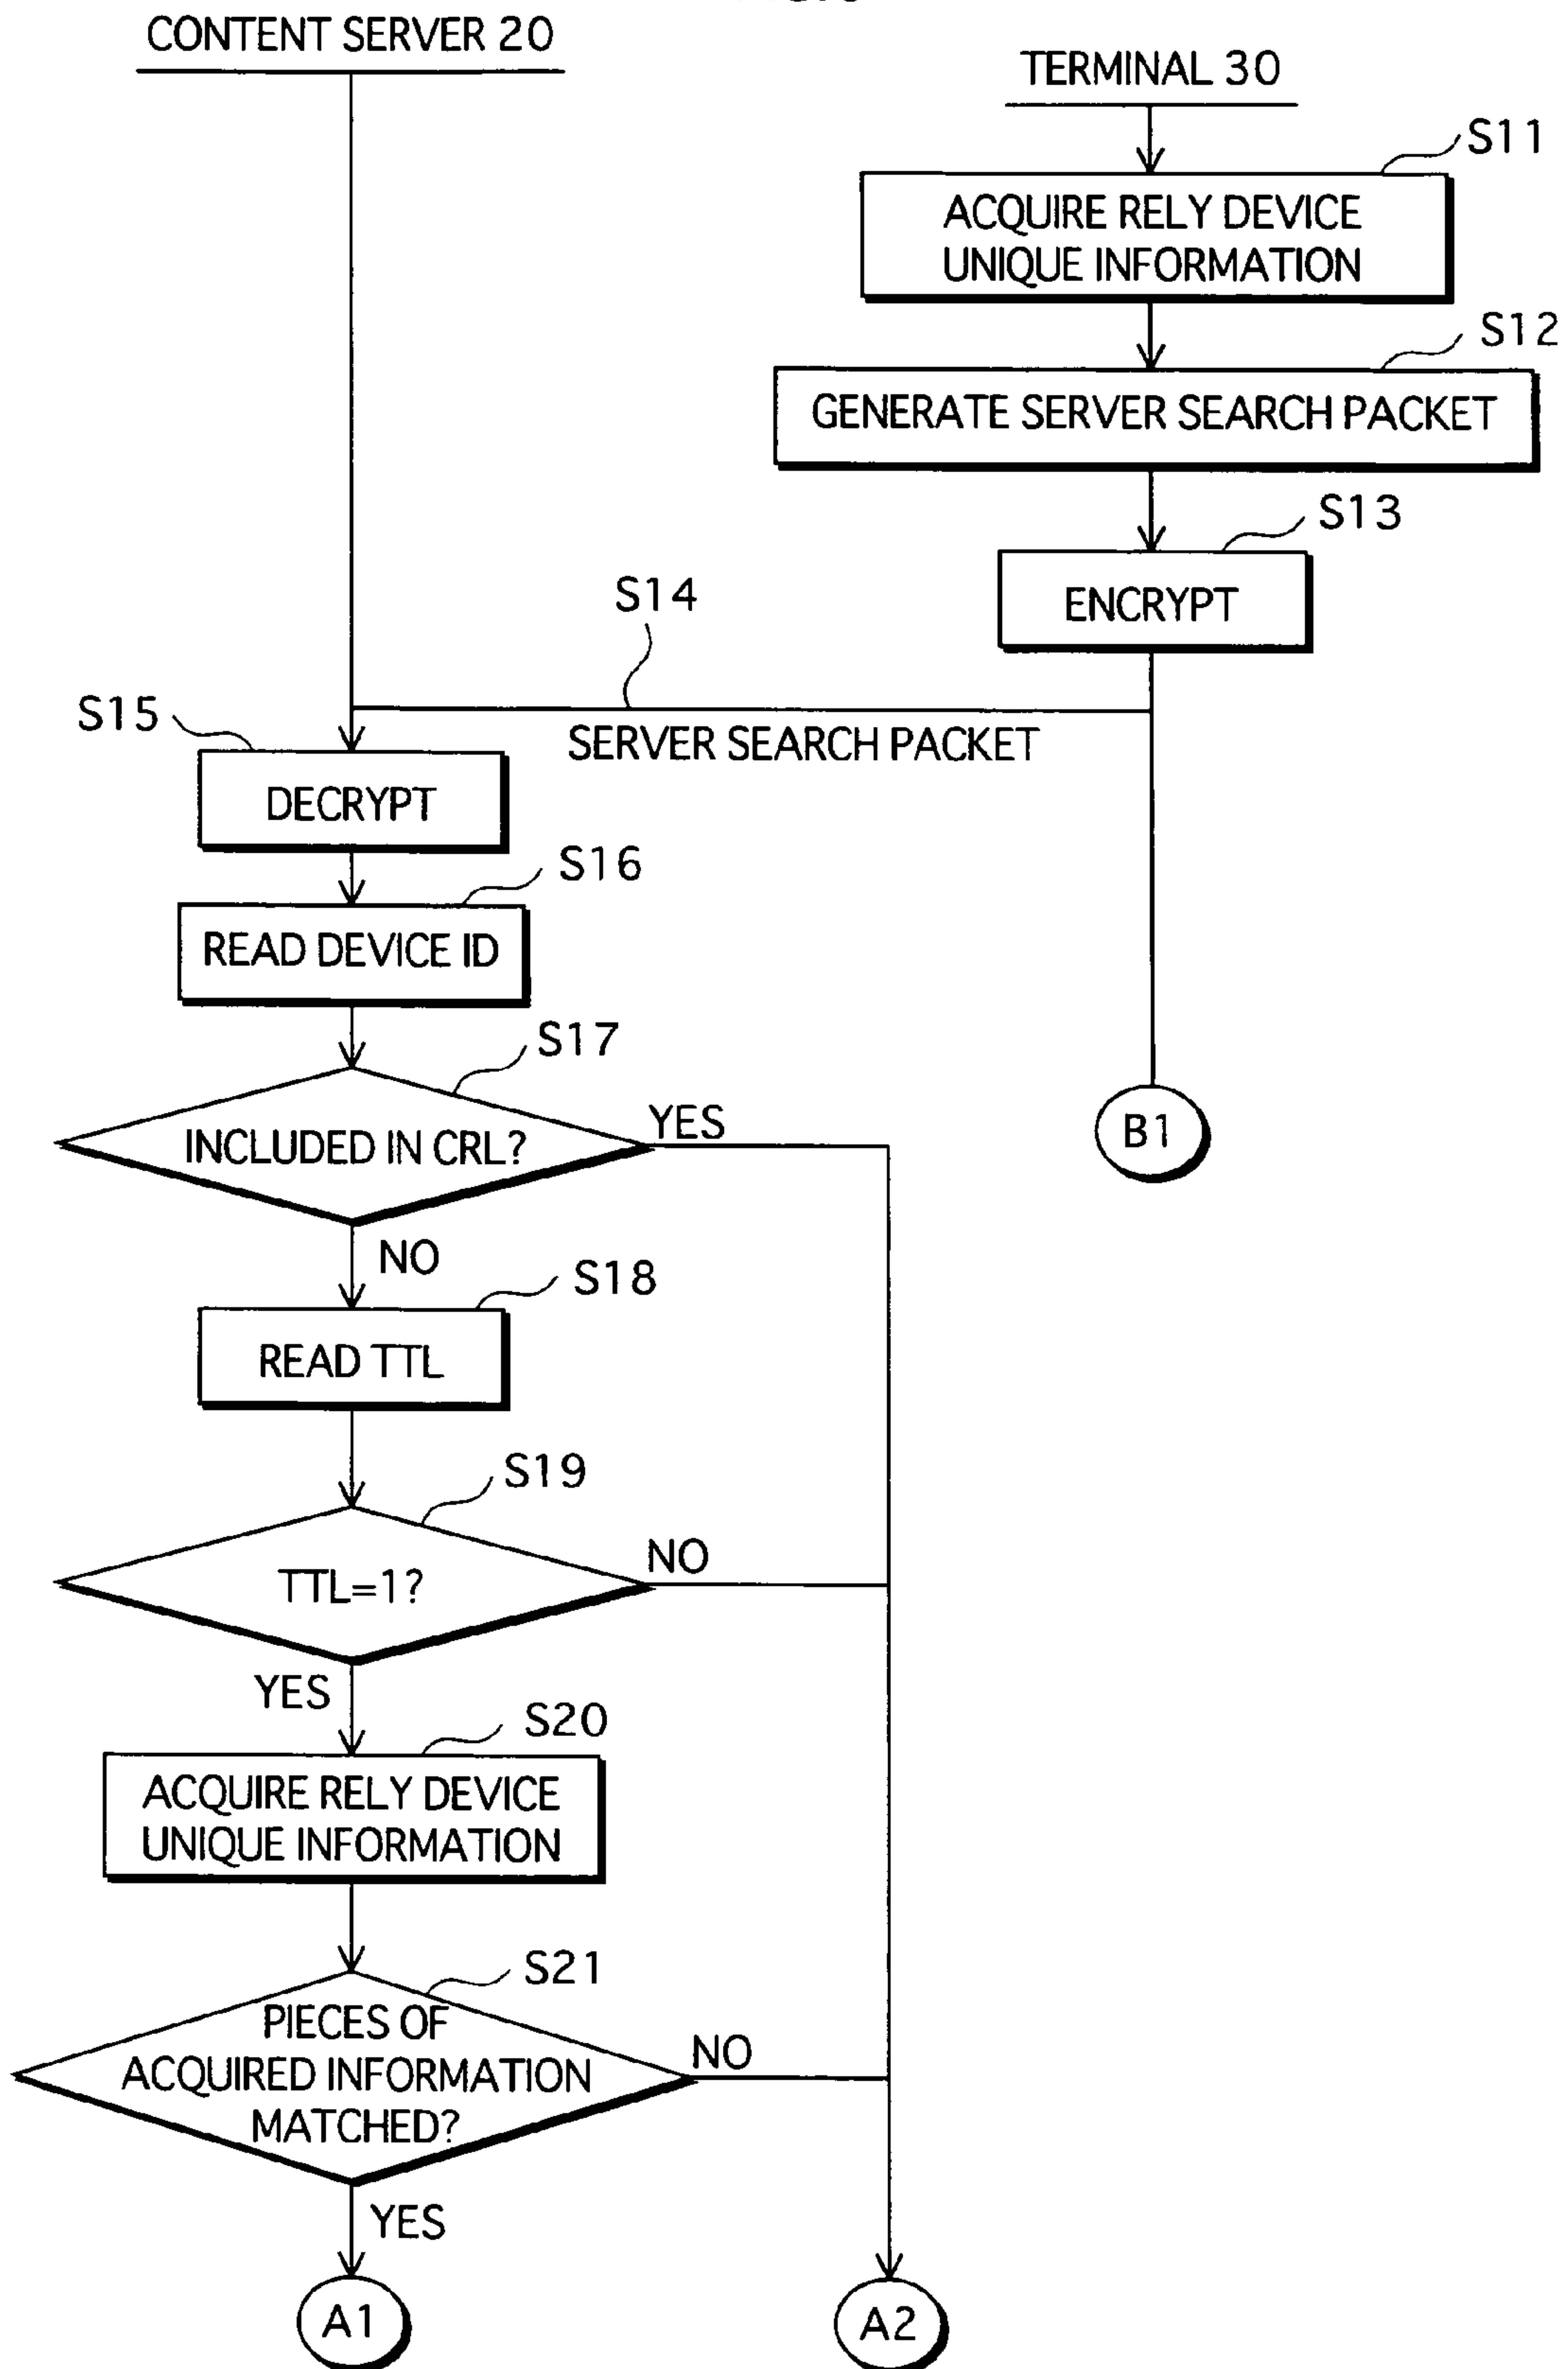 CONTENT SERVER 20
TERMINAL 30
S11
ACQUIRE RELY DEVICE
UNIQUE INFORMATION
S12
GENERATE SERVER SEARCH PACKET
S13
ENCRYPT
S14
SERVER SEARCH PACKET
S15
DECRYPT
S16
READ DEVICE ID
S17
INCLUDED IN CRL?
YES
B1
NO
S18
READ TTL
S19
TTL=1?
NO
YES
S20
ACQUIRE RELY DEVICE
UNIQUE INFORMATION
S21
PIECES OF
ACQUIRED INFORMATION
MATCHED?
NO
YES
A1
A2